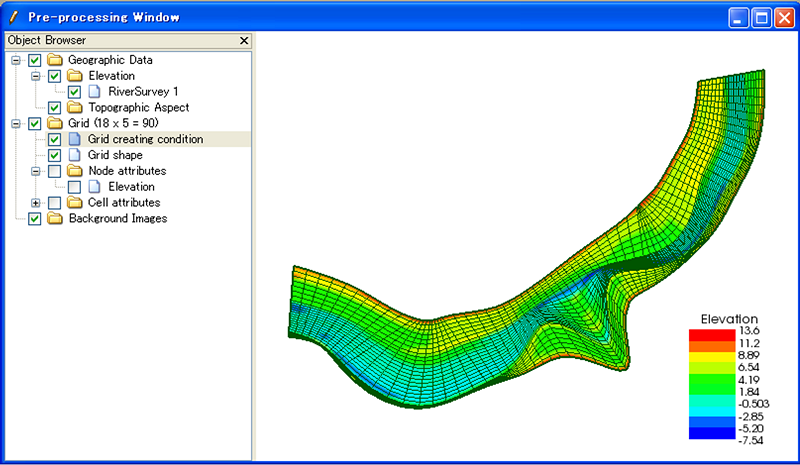 Pre-processing Window
Object Browser
Geographic Data
Elevation
RiverSurvey 1
Topographic Aspect
Grid (18 x 5 = 90)
Grid creating condition
Grid shape
Node attributes
Elevation
Cell attributes
Background Images
Elevation
13.6
11.2
8.89
6.54
4.19
1.84
-0.503
-2.85
-5.20
-7.54